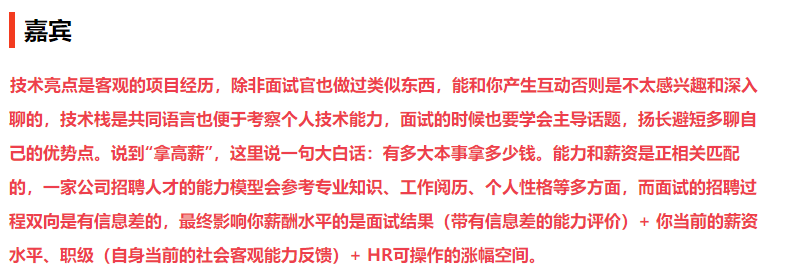 嘉宾
技术亮点是客观的项目经历，除非面试官也做过类似东西，能和你产生互动否则是不太感兴趣和深入
聊的，技术栈是共同语言也便于考察个人技术能力，面试的时候也要学会主导话题，扬长避短多聊自
己的优势点。说到“拿高薪”，这里说一句大白话：有多大本事拿多少钱。能力和薪资是正相关匹配
的，一家公司招聘人才的能力模型会参考专业知识、工作阅历、个人性格等多方面，而面试的招聘过
程双向是有信息差的，最终影响你薪酬水平的是面试结果（带有信息差的能力评价）+ 你当前的薪资
水平、职级（自身当前的社会客观能力反馈）+ HR可操作的涨幅空间。